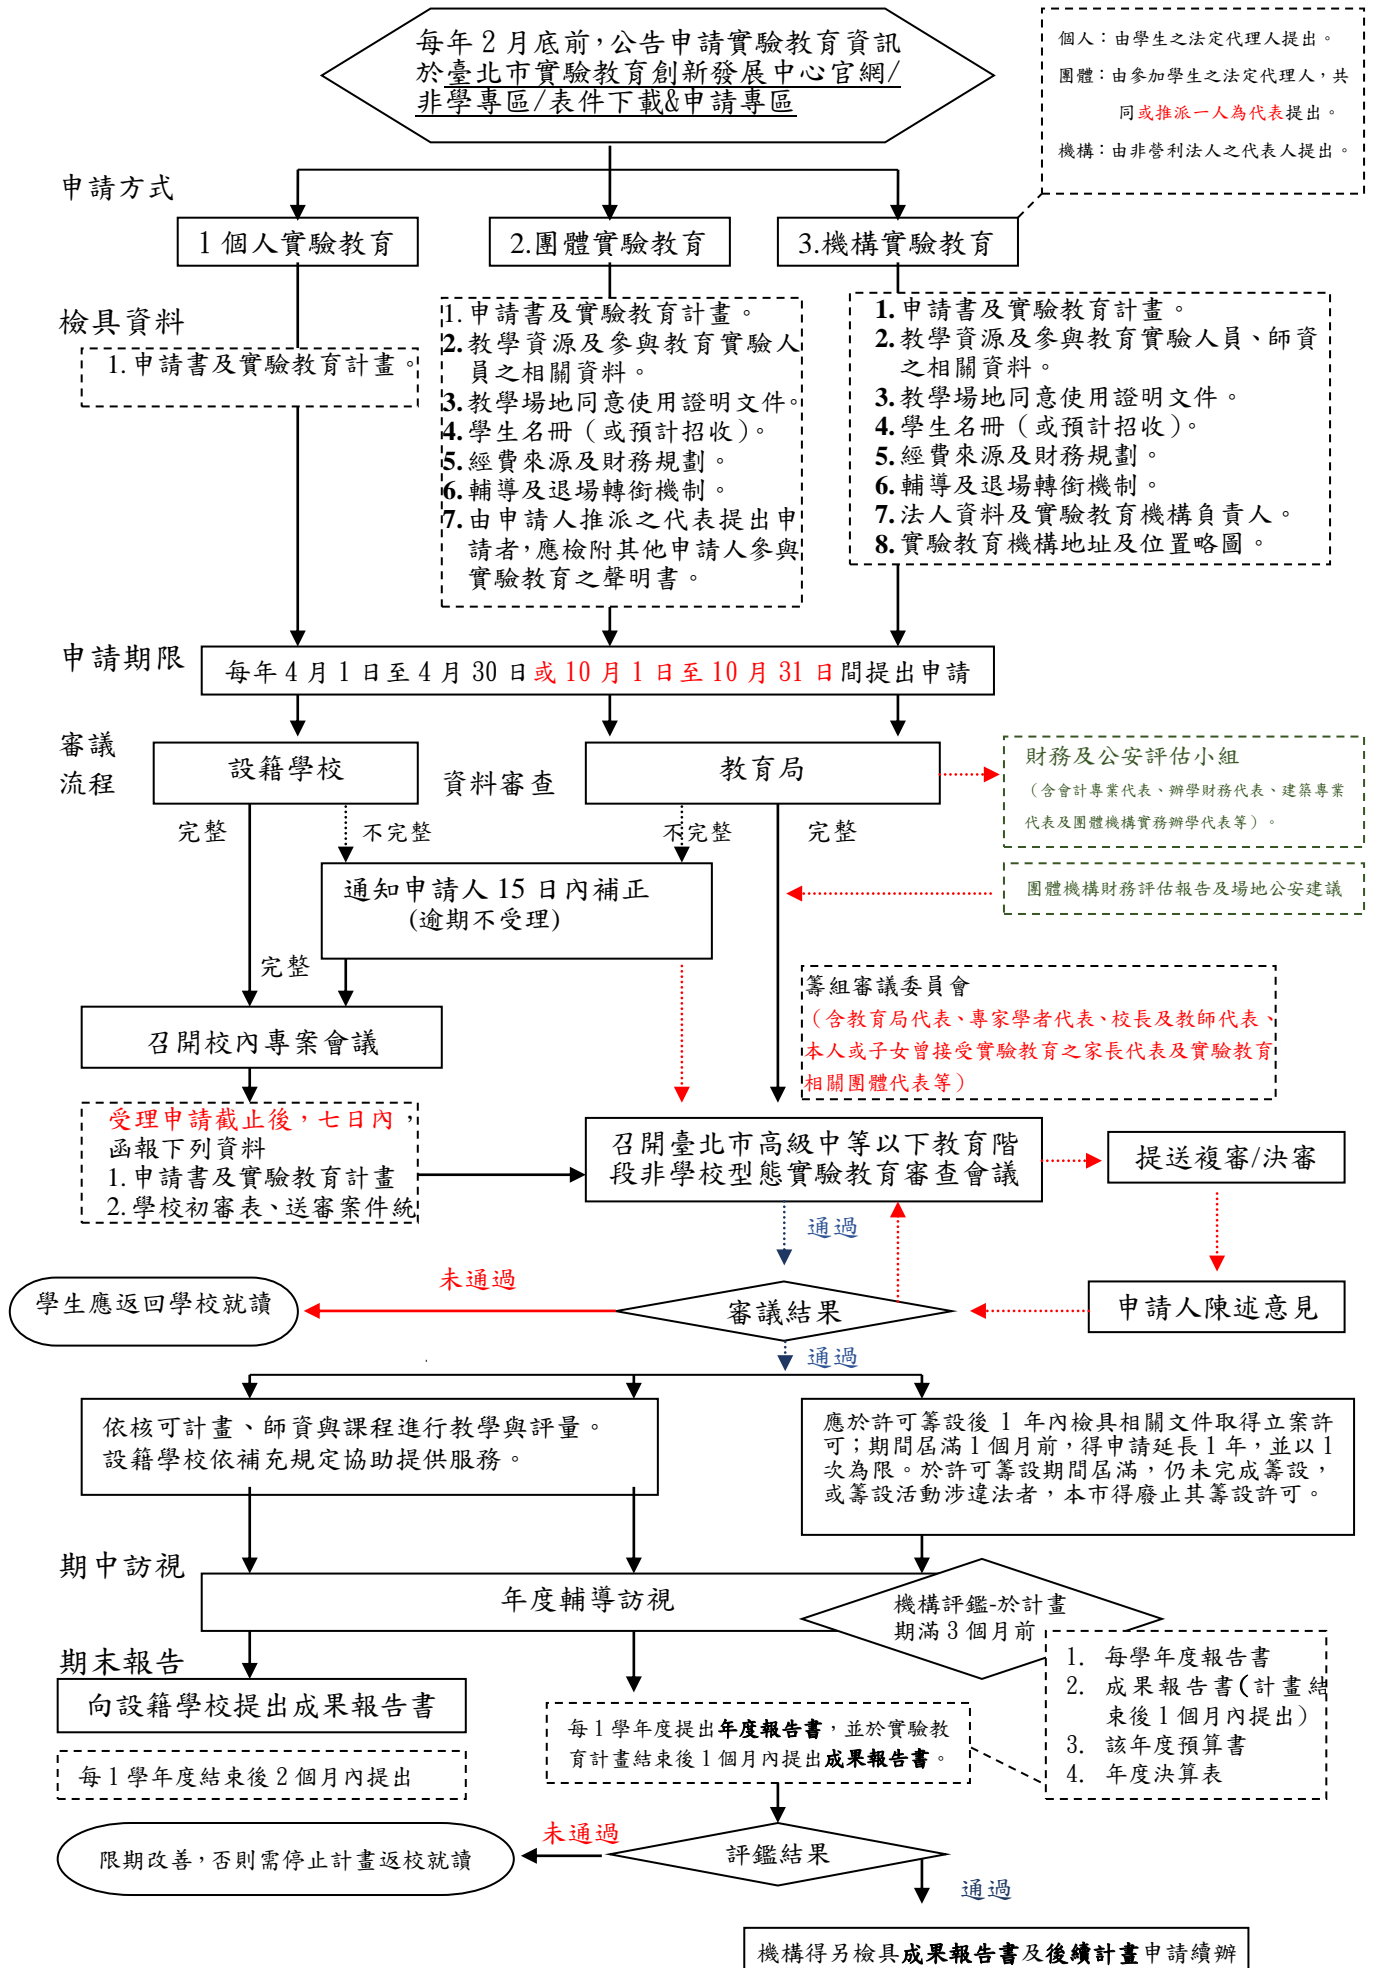 每年 2 月底前，公告申請實驗教育資訊
於臺北市實驗教育創新發展中心官網/
非學專區/表件下載&申請專區
個人：由學生之法定代理人提出。
團體：由參加學生之法定代理人，共
同或推派一人為代表提出。
機構：由非營利法人之代表人提出。
申請方式
1 個人實驗教育
2.團體實驗教育
3.機構實驗教育
檢具資料
1.申請書及實驗教育計畫。
1.申請書及實驗教育計畫。
2.教學資源及參與教育實驗人
員之相關資料。
3.教學場地同意使用證明文件。
4.學生名冊（或預計招收）。
5.經費來源及財務規劃。
6.輔導及退場轉銜機制。
7.由申請人推派之代表提出申
請者，應檢附其他申請人參與
實驗教育之聲明書。
1.申請書及實驗教育計畫。
2.教學資源及參與教育實驗人員、師資
之相關資料。
3.教學場地同意使用證明文件。
4.學生名冊（或預計招收）。
5.經費來源及財務規劃。
6.輔導及退場轉銜機制。
7.法人資料及實驗教育機構負責人。
8.實驗教育機構地址及位置略圖。
申請期限
每年 4 月 1 日至 4 月 30 日或 10 月 1 日至 10 月 31 日間提出申請
審議
流程
設籍學校
資料審查
教育局
財務及公安評估小組
（含會計專業代表、辦學財務代表、建築專業
代表及團體機構實務辦學代表等）。
完整
不完整
不完整
完整
通知申請人 15 日內補正
(逾期不受理)
團體機構財務評估報告及場地公安建議
完整
籌組審議委員會
（含教育局代表、專家學者代表、校長及教師代表、
本人或子女曾接受實驗教育之家長代表及實驗教育
相關團體代表等）
召開校內專案會議
受理申請截止後，七日內，
函報下列資料
1.申請書及實驗教育計畫
2.學校初審表、送審案件統
召開臺北市高級中等以下教育階
段非學校型態實驗教育審查會議
提送複審/決審
通過
未通過
學生應返回學校就讀
審議結果
申請人陳述意見
通過
依核可計畫、師資與課程進行教學與評量。
設籍學校依補充規定協助提供服務。
應於許可籌設後 1 年內檢具相關文件取得立案許
可；期間屆滿 1 個月前，得申請延長 1 年，並以 1
次為限。於許可籌設期間屆滿，仍未完成籌設，
或籌設活動涉違法者，本市得廢止其籌設許可。
期中訪視
年度輔導訪視
機構評鑑-於計畫
期滿 3 個月前
期末報告
向設籍學校提出成果報告書
每 1 學年度結束後 2 個月內提出
每 1 學年度提出年度報告書，並於實驗教
育計畫結束後 1 個月內提出成果報告書。
1. 每學年度報告書
2. 成果報告書(計畫結
束後 1 個月內提出）
3. 該年度預算書
4. 年度決算表
未通過
限期改善，否則需停止計畫返校就讀
評鑑結果
通過
機構得另檢具成果報告書及後續計畫申請續辦